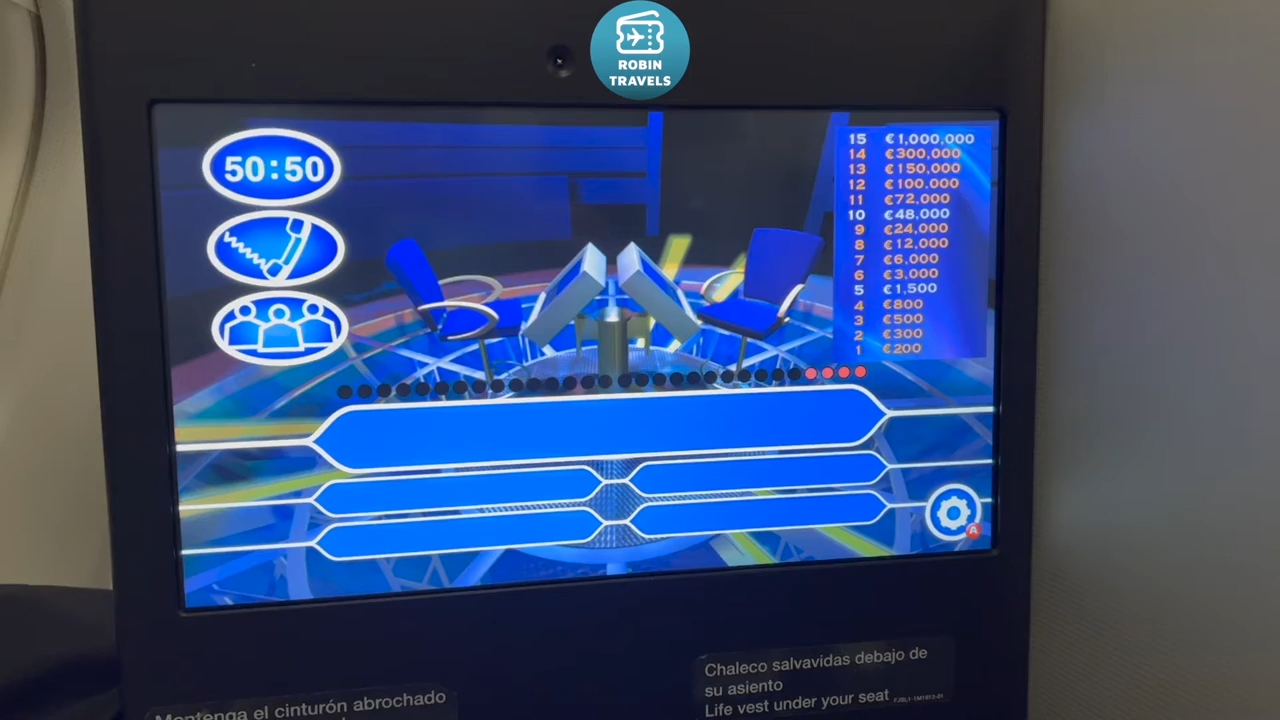 ROBIN
TRAVELS
50:50
15 € 1,000,000
14 € 300,000
13 € 150,000
12 € 100,000
11 € 72,000
10 € 48,000
9 € 24,000
8 € 12,000
7 € 6,000
6 € 3,000
5 € 1,500
4 € 800
3 € 500
2 € 300
1 € 200
A
Mantenga el cinturón abrochado
Chaleco salvavidas debajo de
su asiento
Life vest under your seat